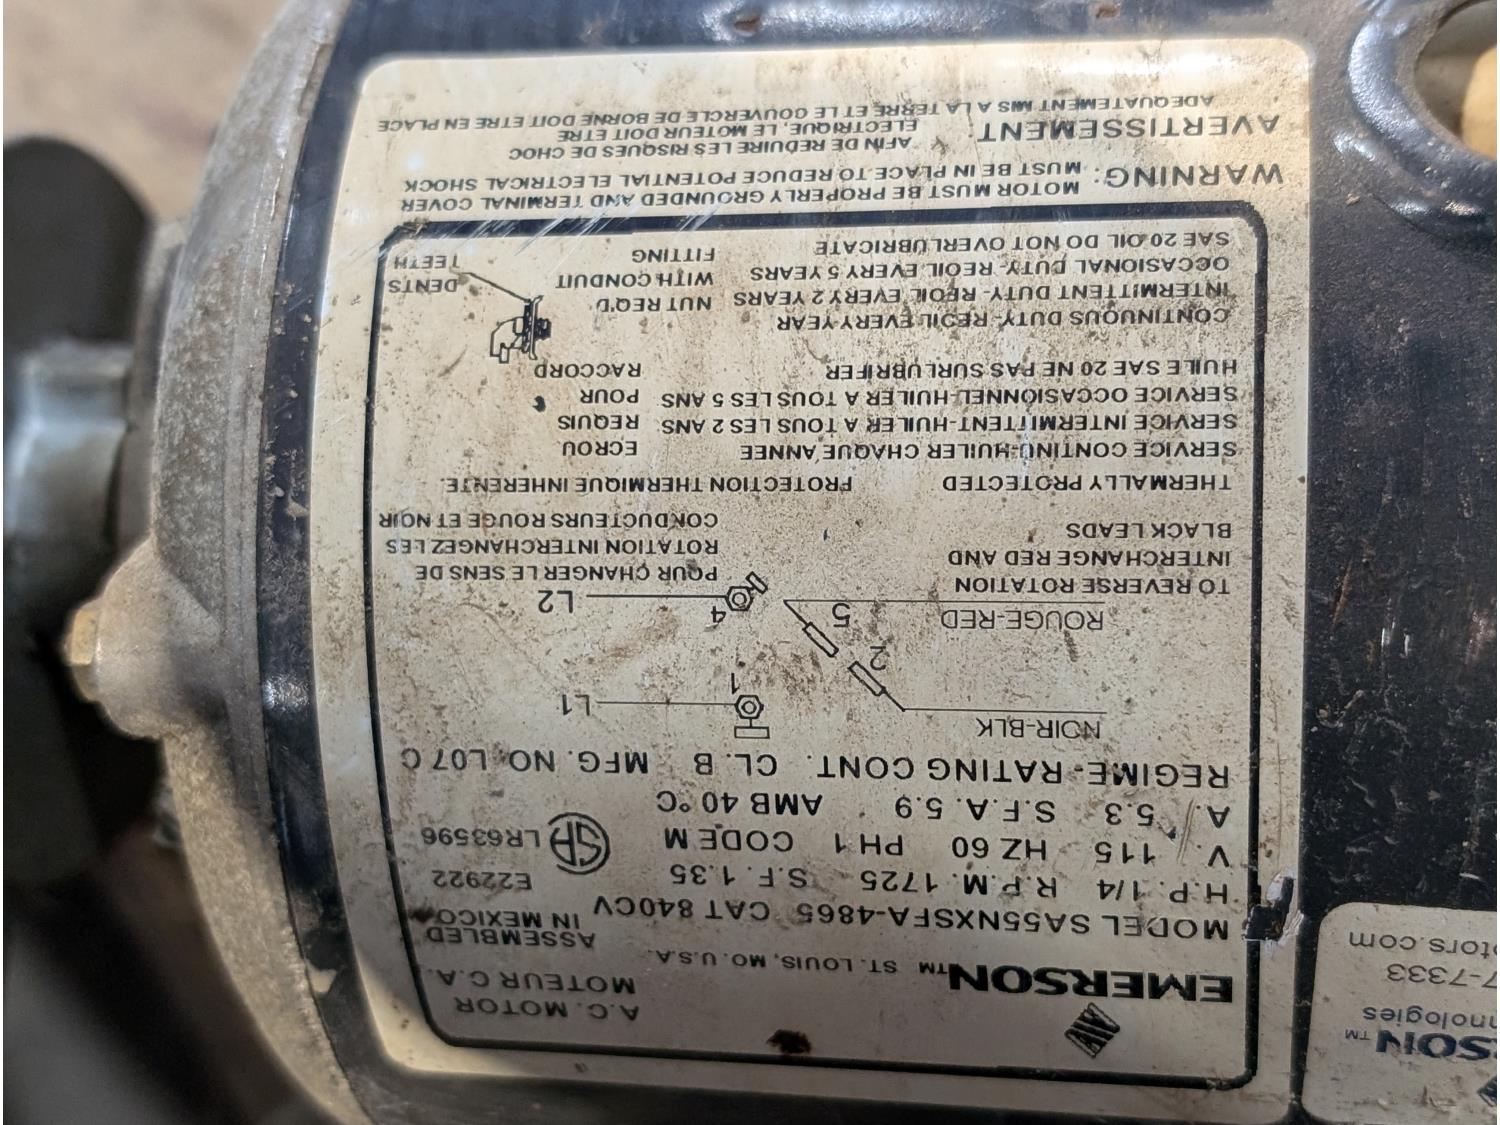 EMERSON™ ST. LOUIS, MO. U.S.A.
A.C. MOTOR
MOTEUR C.A.
MODEL SA55NXSFA-4865 CAT 840CV
ASSEMBLED
IN MEXICO
H.P. 1/4 R.P.M. 1725 S.F. 1.35
E22922
V. 115 HZ 60 PH 1 CODE M
SA LR63596
A. 5.3 S.F.A. 5.9 AMB 40 °C
REGIME-RATING CONT. CL. B MFG. NO. L07 C
NOIR-BLK
L1
1
2
ROUGE-RED
5
4
L2
TO REVERSE ROTATION
INTERCHANGE RED AND
BLACK LEADS
POUR CHANGER LE SENS DE
ROTATION INTERCHANGEZ LES
CONDUCTEURS ROUGE ET NOIR
THERMALLY PROTECTED PROTECTION THERMIQUE INHERENTE.
SERVICE CONTINU-HUILER CHAQUE ANNEE
SERVICE INTERMITTENT-HUILER A TOUS LES 2 ANS
SERVICE OCCASIONNEL-HUILER A TOUS LES 5 ANS
HUILE SAE 20 NE PAS SURLUBRIFER
ECROU
REQUIS
POUR
RACCORD
CONTINUOUS DUTY- REOIL EVERY YEAR
INTERMITTENT DUTY- REOIL EVERY 2 YEARS
OCCASIONAL DUTY- REOIL EVERY 5 YEARS
SAE 20 OIL DO NOT OVERLUBRICATE
NUT REQ'D
WITH CONDUIT
FITTING
DENTS
TEETH
WARNING: MOTOR MUST BE PROPERLY GROUNDED AND TERMINAL COVER
MUST BE IN PLACE TO REDUCE POTENTIAL ELECTRICAL SHOCK
AVERTISSEMENT: AFIN DE REDUIRE LES RISQUES DE CHOC
ELECTRIQUE, LE MOTEUR DOIT ETRE
ADEQUATEMENT MIS A LA TERRE ET LE COUVERCLE DE BORNE DOIT ETRE EN PLACE
RSON™
hnologies
7-7333
otors.com